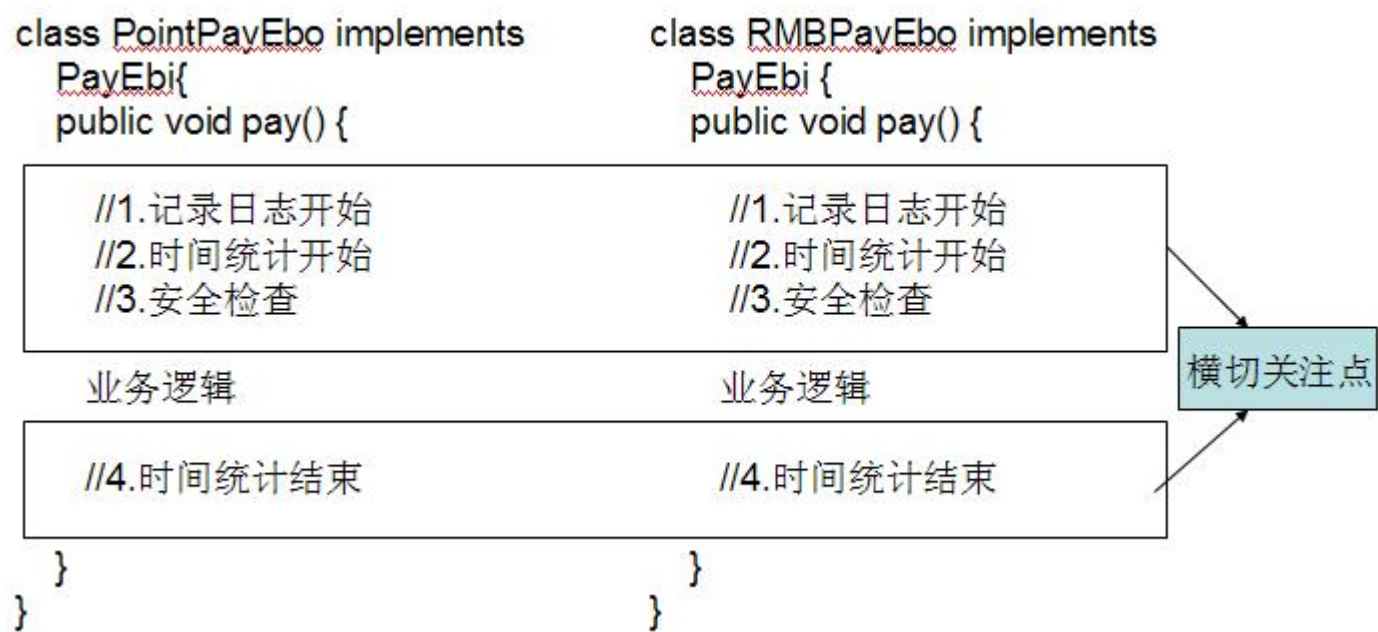 class PointPayEbo implements
PayEbi{
public void pay() {
//1.记录日志开始
//2.时间统计开始
//3.安全检查
业务逻辑
//4.时间统计结束
}
}
class RMBPayEbo implements
PayEbi {
public void pay() {
//1.记录日志开始
//2.时间统计开始
//3.安全检查
业务逻辑
//4.时间统计结束
}
}
横切关注点